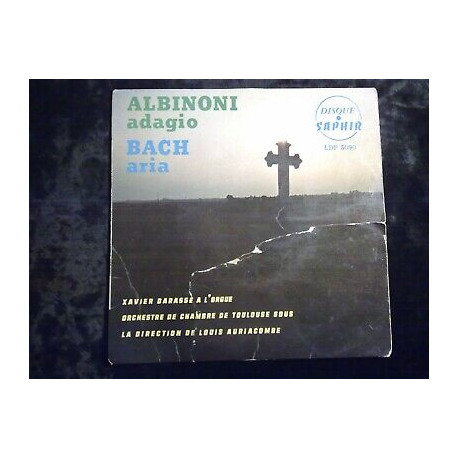 ALBINONI
adagio
BACH
aria
DISQUE
SAPHIR
XAVIER DARASSE A L'ORGUE
ORCHESTRE DE CHAMBRE DE TOULOUSE SOUS
LA DIRECTION DE LOUIS AURIACOMBE